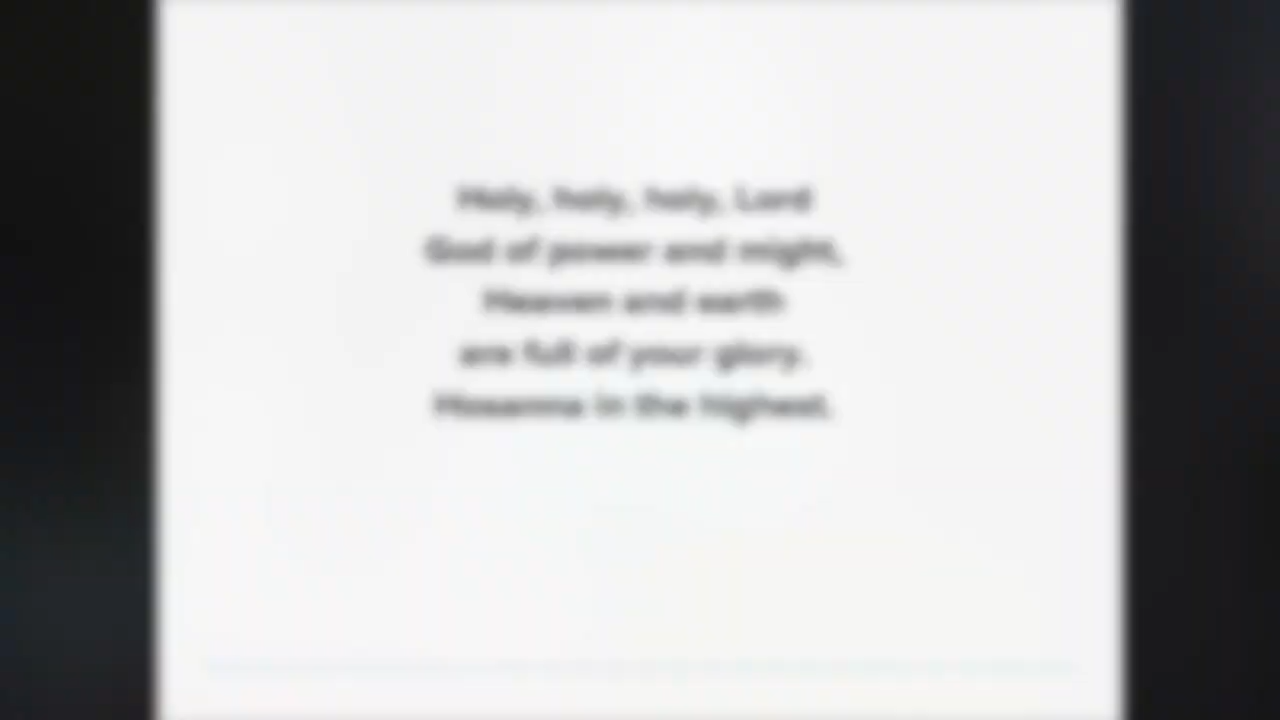 Holy, holy, holy, Lord
God of power and might,
Heaven and earth
are full of your glory.
Hosanna in the highest.